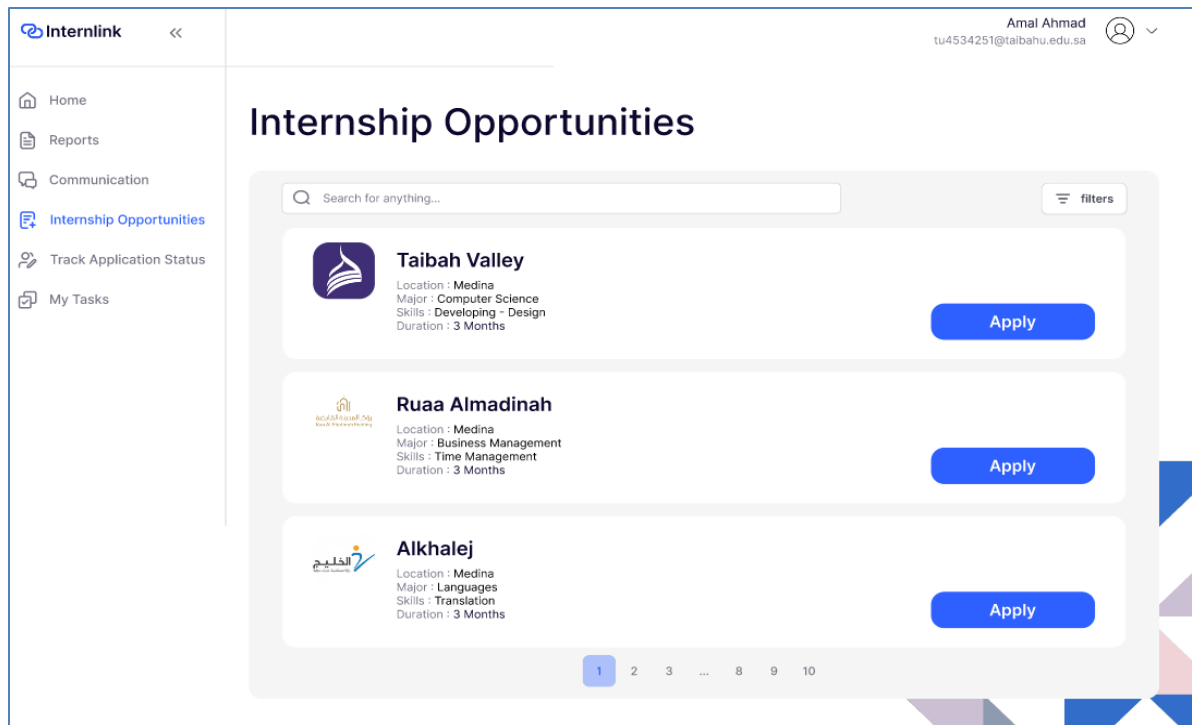 Internlink
Amal Ahmad
tu4534251@taibahu.edu.sa
Home
Reports
Communication
Internship Opportunities
Track Application Status
My Tasks
Internship Opportunities
Search for anything...
filters
Taibah Valley
Location : Medina
Major : Computer Science
Skills : Developing - Design
Duration : 3 Months
Apply
Ruaa Almadinah
Location : Medina
Major : Business Management
Skills : Time Management
Duration : 3 Months
Apply
الخليج
Alkhalej
Location : Medina
Major : Languages
Skills : Translation
Duration : 3 Months
Apply
1 2 3 ... 8 9 10